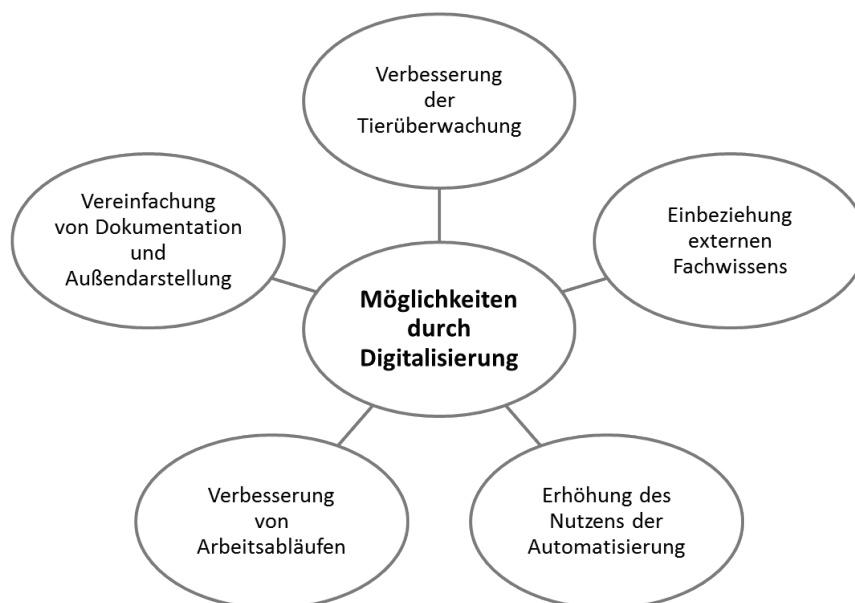 Verbesserung
der
Tierüberwachung
Vereinfachung
von Dokumentation
und
Außendarstellung
Einbeziehung
externen
Fachwissens
Möglichkeiten
durch
Digitalisierung
Verbesserung
von
Arbeitsabläufen
Erhöhung des
Nutzens der
Automatisierung